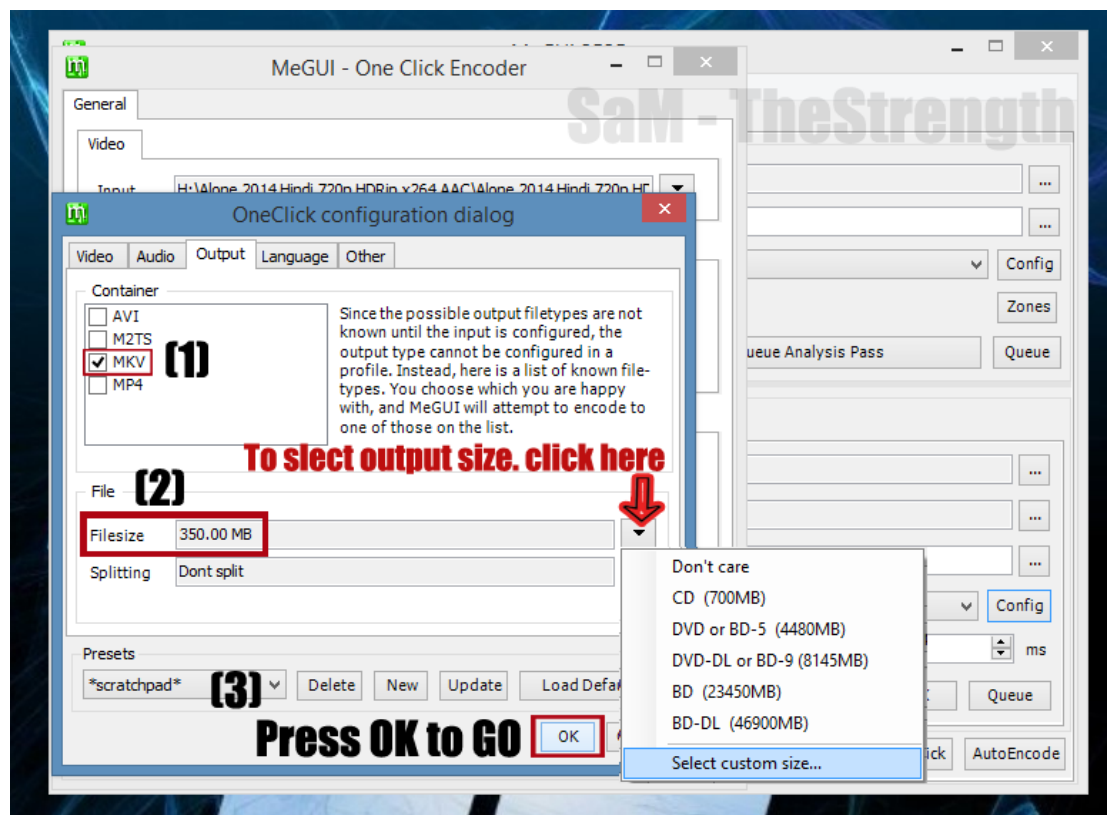 MeGUI - One Click Encoder
SaM - TheStrength
General
Video
Input H:\Alone 2014 Hindi 720p HDRip x264 AAC\Alone 2014 Hindi 720p
OneClick configuration dialog
Video Audio Output Language Other
Container
AVI
M2TS
MKV
MP4
(1)
Since the possible output filetypes are not
known until the input is configured, the
output type cannot be configured in a
profile. Instead, here is a list of known file-
types. You choose which you are happy
with, and MeGUI will attempt to encode to
one of those on the list.
To slect output size. click here
File (2)
Filesize 350.00 MB
Splitting Dont split
Don't care
CD (700MB)
DVD or BD-5 (4480MB)
DVD-DL or BD-9 (8145MB)
BD (23450MB)
BD-DL (46900MB)
Select custom size...
Presets
*scratchpad* (3) Delete New Update Load
Press OK to GO OK
...
...
Config
Zones
Analysis Pass Queue
...
...
...
Config
ms
Queue
AutoEncode